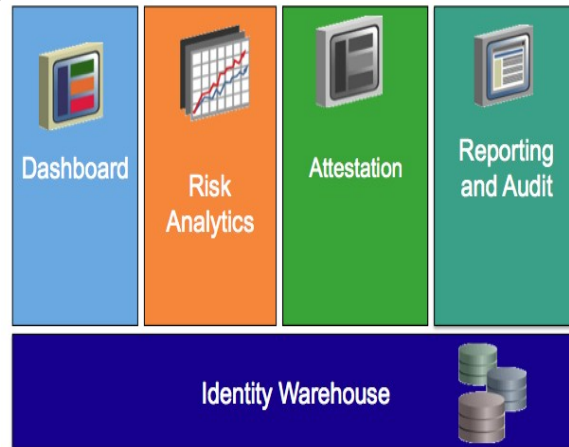 Dashboard
Risk
Analytics
Attestation
Reporting
and Audit
Identity Warehouse